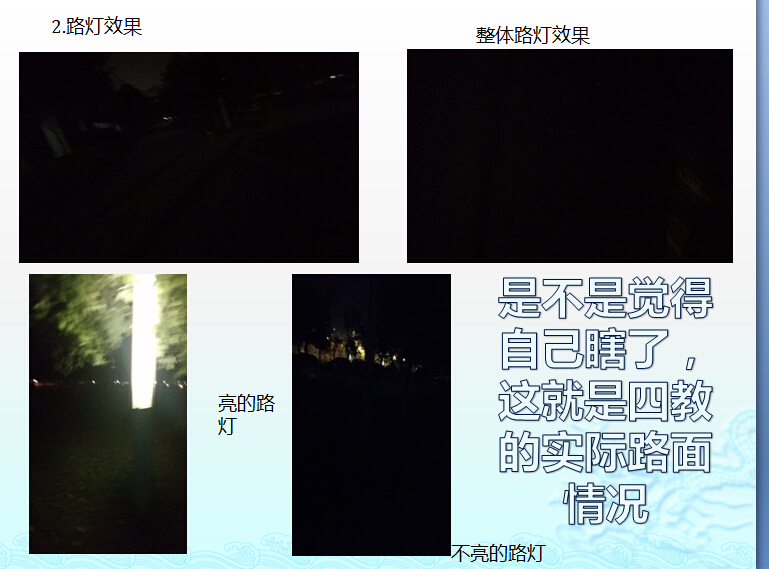 2.路灯效果
整体路灯效果
亮的路
灯
不亮的路灯
是不是觉得
自己瞎了，
这就是四教
的实际路面
情况